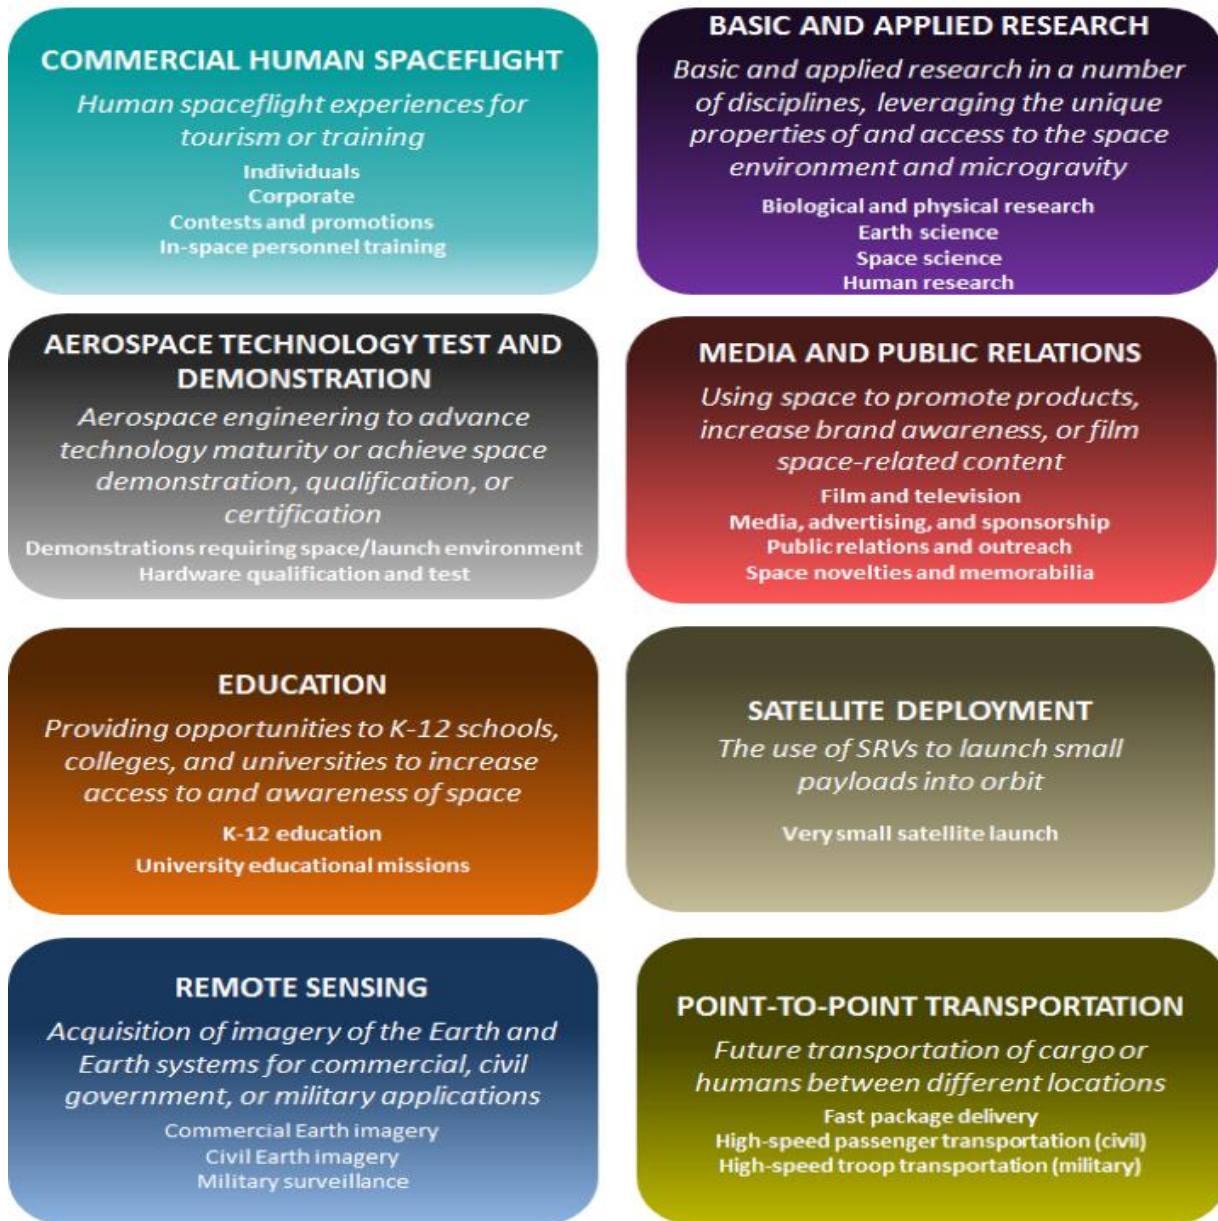 COMMERCIAL HUMAN SPACEFLIGHT
Human spaceflight experiences for
tourism or training
Individuals
Corporate
Contests and promotions
In-space personnel training
BASIC AND APPLIED RESEARCH
Basic and applied research in a number
of disciplines, leveraging the unique
properties of and access to the space
environment and microgravity
Biological and physical research
Earth science
Space science
Human research
AEROSPACE TECHNOLOGY TEST AND
DEMONSTRATION
Aerospace engineering to advance
technology maturity or achieve space
demonstration, qualification, or
certification
Demonstrations requiring space/launch environment
Hardware qualification and test
MEDIA AND PUBLIC RELATIONS
Using space to promote products,
increase brand awareness, or film
space-related content
Film and television
Media, advertising, and sponsorship
Public relations and outreach
Space novelties and memorabilia
EDUCATION
Providing opportunities to K-12 schools,
colleges, and universities to increase
access to and awareness of space
K-12 education
University educational missions
SATELLITE DEPLOYMENT
The use of SRVs to launch small
payloads into orbit
Very small satellite launch
REMOTE SENSING
Acquisition of imagery of the Earth and
Earth systems for commercial, civil
government, or military applications
Commercial Earth imagery
Civil Earth imagery
Military surveillance
POINT-TO-POINT TRANSPORTATION
Future transportation of cargo or
humans between different locations
Fast package delivery
High-speed passenger transportation (civil)
High-speed troop transportation (military)